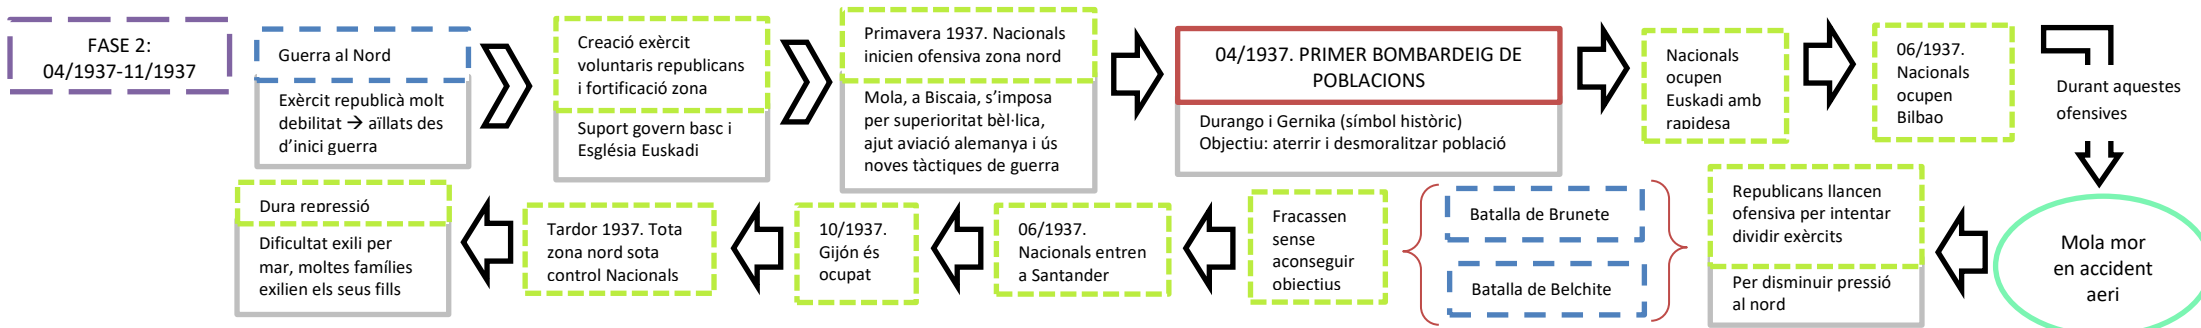 FASE 2:
04/1937-11/1937
Guerra al Nord
Exèrcit republicà molt
debilitat → aïllats des
d'inici guerra
Creació exèrcit
voluntaris republicans
i fortificació zona
Suport govern basc i
Església Euskadi
Primavera 1937. Nacionals
inicien ofensiva zona nord
Mola, a Biscaia, s'imposa
per superioritat bèl·lica,
ajut aviació alemanya i ús
noves tàctiques de guerra
04/1937. PRIMER BOMBARDEIG DE
POBLACIONS
Durango i Gernika (símbol històric)
Objectiu: aterrir i desmoralitzar població
Nacionals
ocupen
Euskadi amb
rapidesa
06/1937.
Nacionals
ocupen
Bilbao
Durant aquestes
ofensives
Mola mor
en accident
aeri
Republicans llancen
ofensiva per intentar
dividir exèrcits
Per disminuir pressió
al nord
Batalla de Brunete
Batalla de Belchite
Fracassen
sense
aconseguir
objectius
06/1937.
Nacionals entren
a Santander
10/1937.
Gijón és
ocupat
Tardor 1937. Tota
zona nord sota
control Nacionals
Dura repressió
Dificultat exili per
mar, moltes famílies
exilien els seus fills